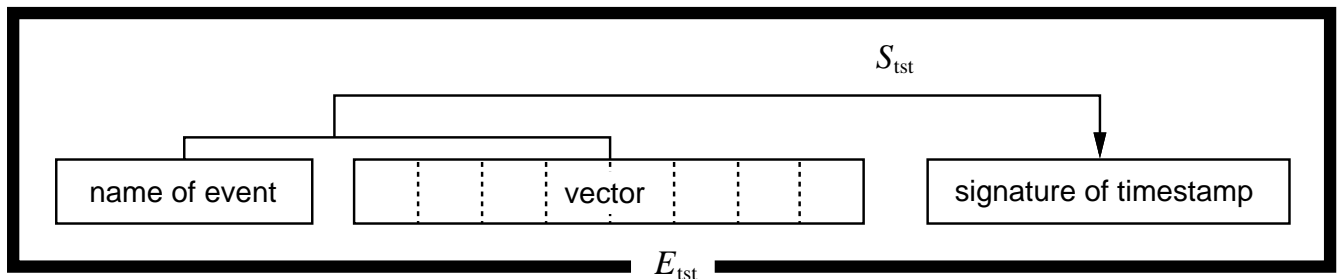 S_tst
name of event
vector
signature of timestamp
E_tst